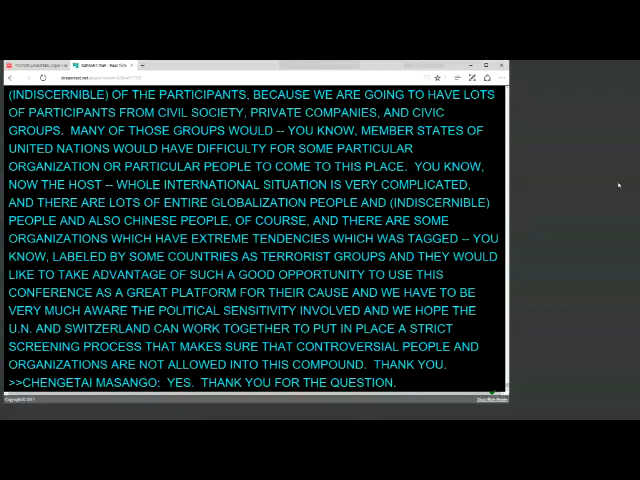 streamtext.net
(INDISCERNIBLE) OF THE PARTICIPANTS, BECAUSE WE ARE GOING TO HAVE LOTS
OF PARTICIPANTS FROM CIVIL SOCIETY, PRIVATE COMPANIES, AND CIVIC
GROUPS. MANY OF THOSE GROUPS WOULD -- YOU KNOW, MEMBER STATES OF
UNITED NATIONS WOULD HAVE DIFFICULTY FOR SOME PARTICULAR
ORGANIZATION OR PARTICULAR PEOPLE TO COME TO THIS PLACE. YOU KNOW,
NOW THE HOST -- WHOLE INTERNATIONAL SITUATION IS VERY COMPLICATED,
AND THERE ARE LOTS OF ENTIRE GLOBALIZATION PEOPLE AND (INDISCERNIBLE)
PEOPLE AND ALSO CHINESE PEOPLE, OF COURSE, AND THERE ARE SOME
ORGANIZATIONS WHICH HAVE EXTREME TENDENCIES WHICH WAS TAGGED -- YOU
KNOW, LABELED BY SOME COUNTRIES AS TERRORIST GROUPS AND THEY WOULD
LIKE TO TAKE ADVANTAGE OF SUCH A GOOD OPPORTUNITY TO USE THIS
CONFERENCE AS A GREAT PLATFORM FOR THEIR CAUSE AND WE HAVE TO BE
VERY MUCH AWARE THE POLITICAL SENSITIVITY INVOLVED AND WE HOPE THE
U.N. AND SWITZERLAND CAN WORK TOGETHER TO PUT IN PLACE A STRICT
SCREENING PROCESS THAT MAKES SURE THAT CONTROVERSIAL PEOPLE AND
ORGANIZATIONS ARE NOT ALLOWED INTO THIS COMPOUND. THANK YOU.
>>CHENGETAI MASANGO: YES. THANK YOU FOR THE QUESTION.
Copyright © 2017